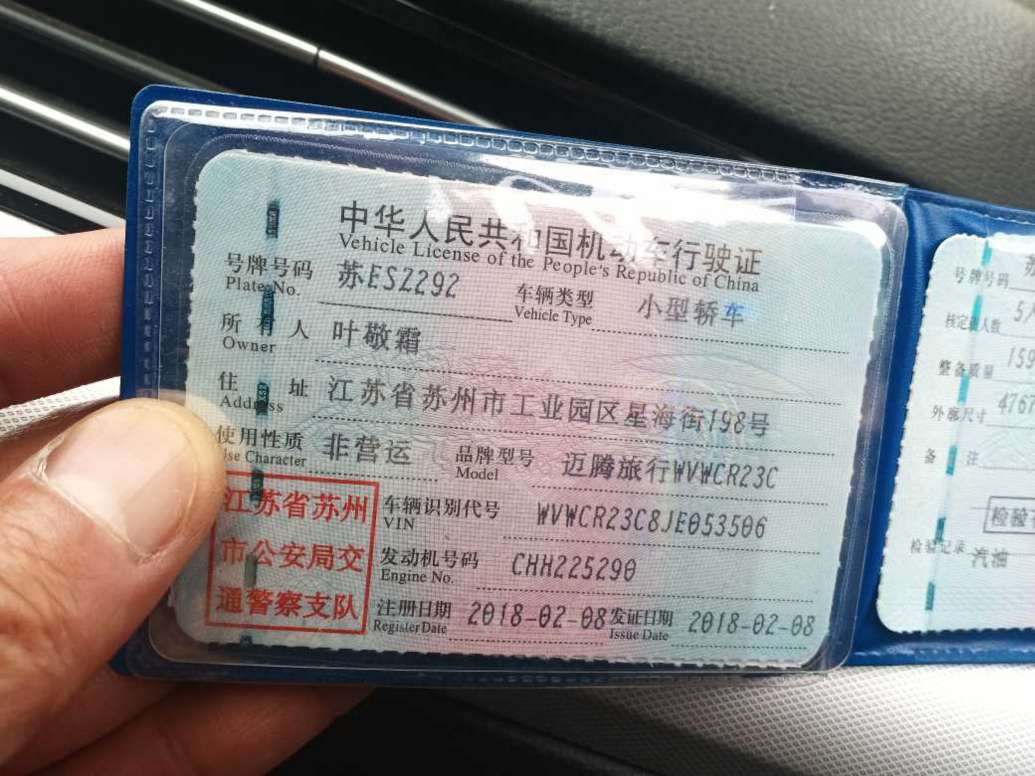 中华人民共和国机动车行驶证
Vehicle License of the People's Republic of China
号牌号码 苏ESZ292 车辆类型 小型轿车
Plate No. Vehicle Type
所有人 叶敬霜
Owner
住址 江苏省苏州市工业园区星海街198号
Address
使用性质 非营运 品牌型号 迈腾旅行WVWCR23C
Use Character Model
江苏省苏州
市公安局交
通警察支队
车辆识别代号 WVWCR23C8JE053506
VIN
发动机号码 CHH225290
Engine No.
注册日期 2018-02-08 发证日期 2018-02-08
Register Date Issue Date
号牌号码 苏
核定载人数 5
整备质量 159
外廓尺寸 4767
备注
检验
检验记录 汽油